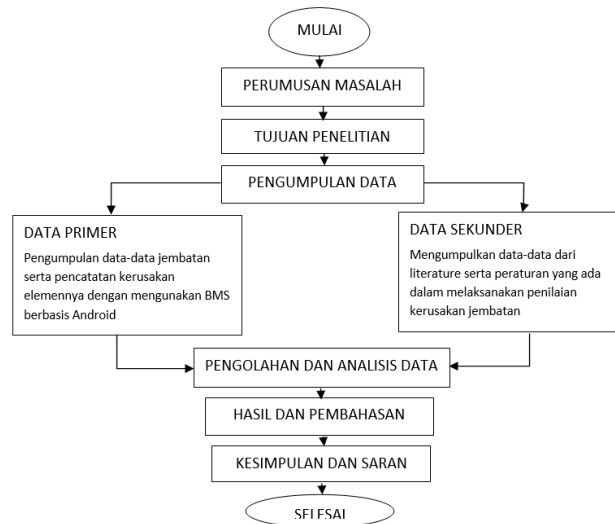 MULAI
PERUMUSAN MASALAH
TUJUAN PENELITIAN
PENGUMPULAN DATA
DATA PRIMER
Pengumpulan data-data jembatan
serta pencatatan kerusakan
elemennya dengan mengunakan BMS
berbasis Android
DATA SEKUNDER
Mengumpulkan data-data dari
literature serta peraturan yang ada
dalam melaksanakan penilaian
kerusakan jembatan
PENGOLAHAN DAN ANALISIS DATA
HASIL DAN PEMBAHASAN
KESIMPULAN DAN SARAN
SELESAI